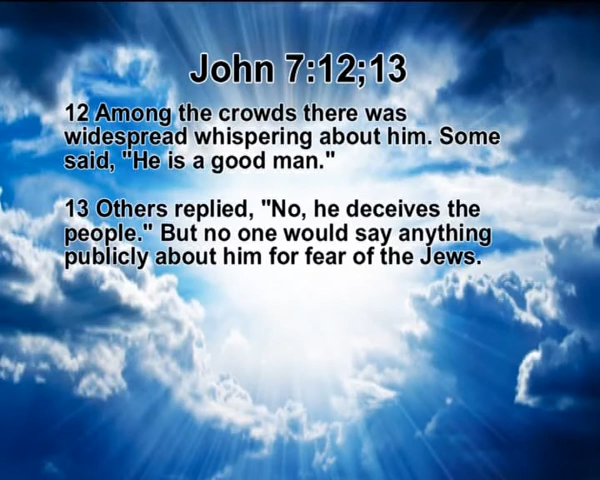 John 7:12;13
12 Among the crowds there was
widespread whispering about him. Some
said, "He is a good man."
13 Others replied, "No, he deceives the
people." But no one would say anything
publicly about him for fear of the Jews.